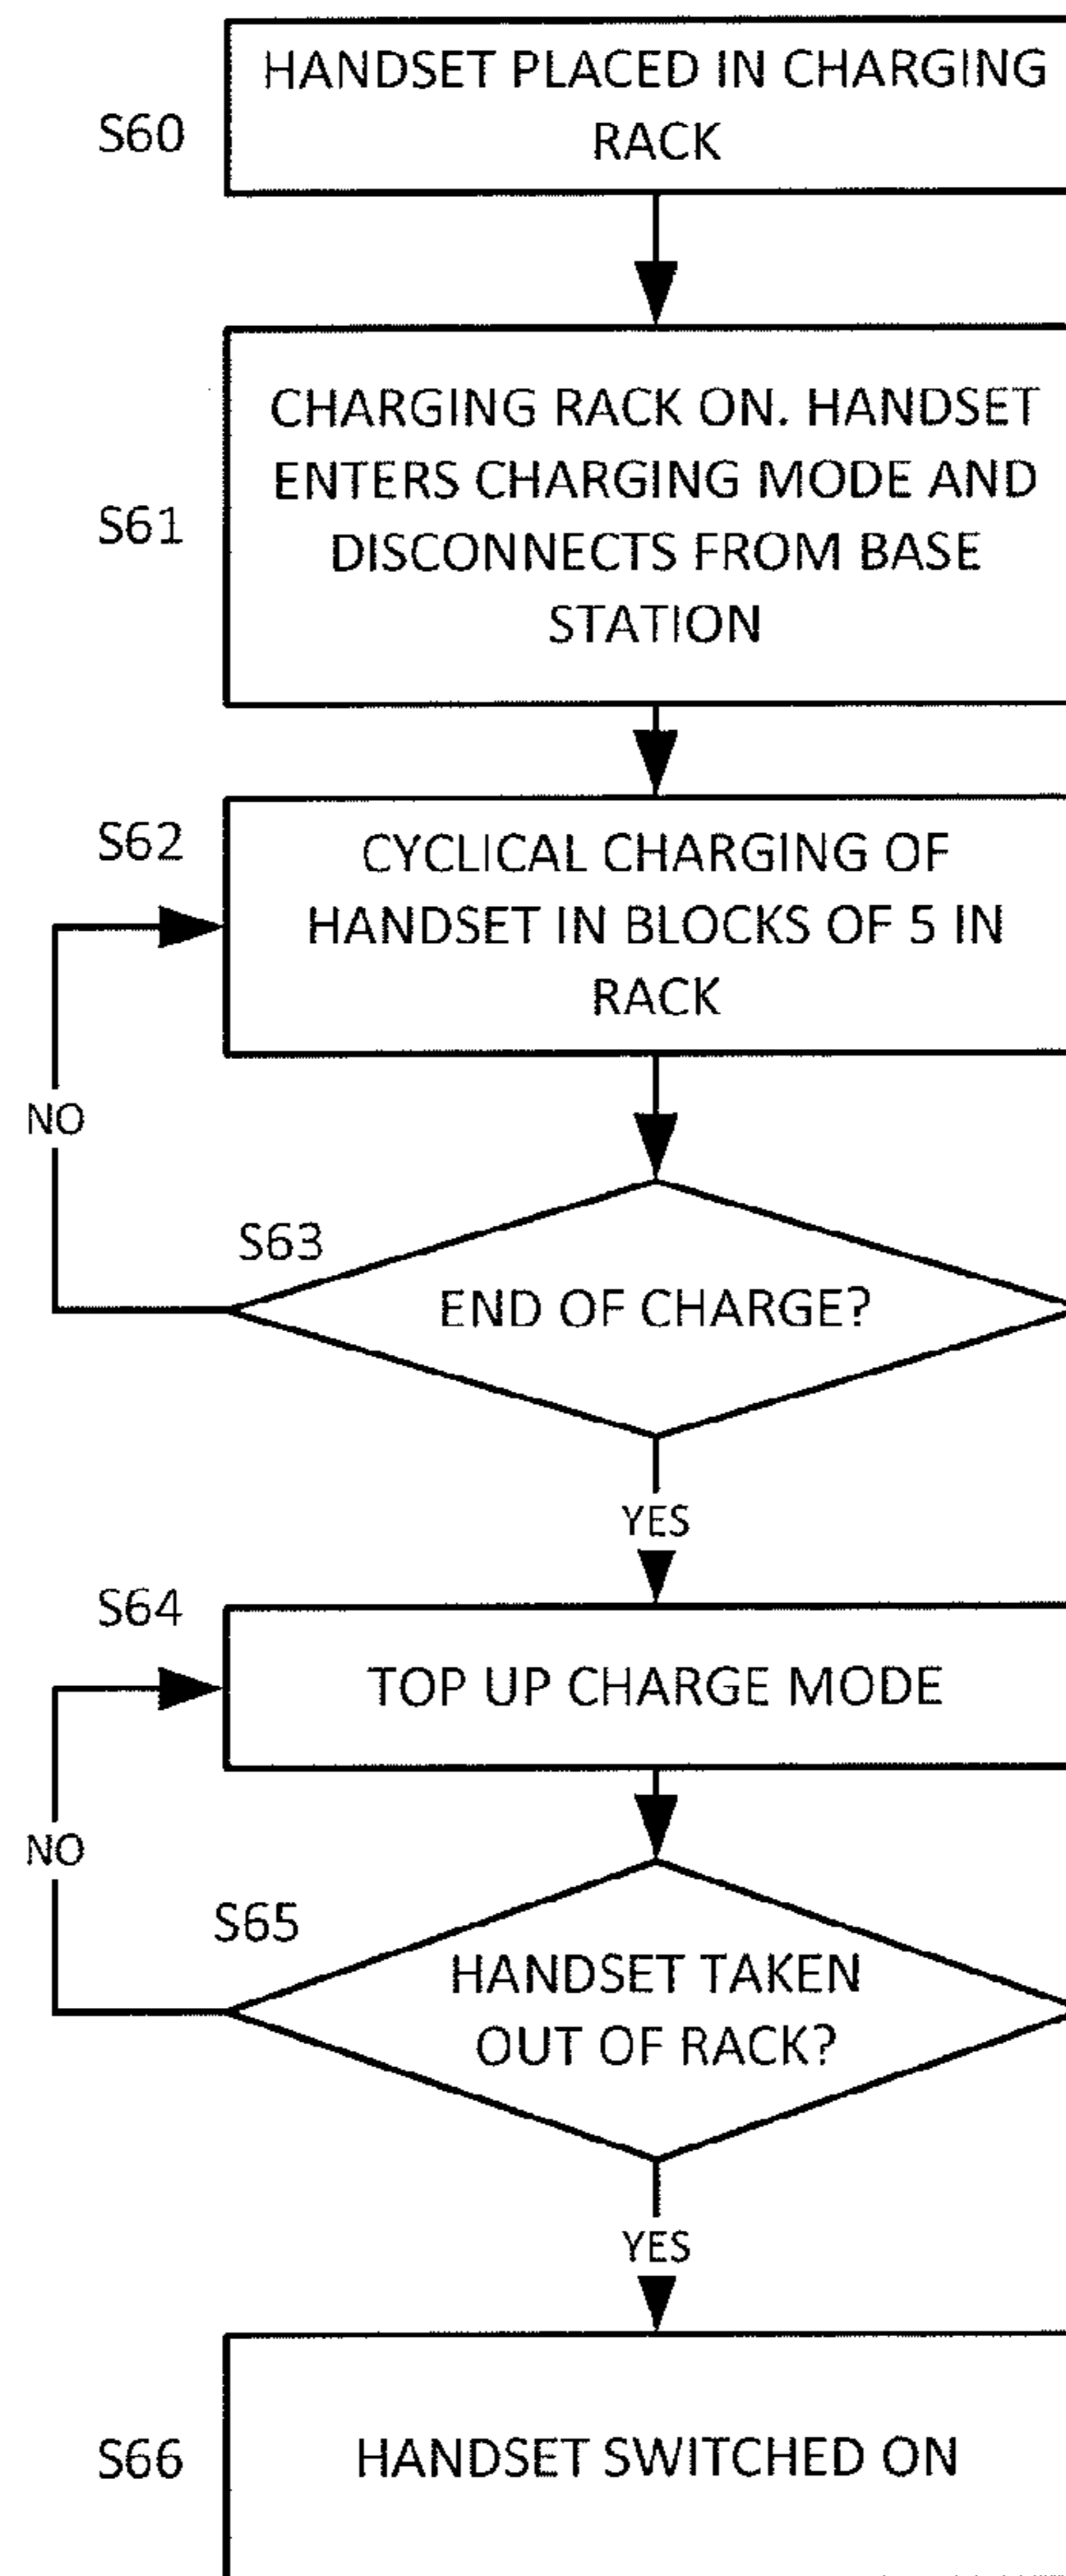 HANDSET PLACED IN CHARGING
RACK
S60
CHARGING RACK ON. HANDSET
ENTERS CHARGING MODE AND
DISCONNECTS FROM BASE
STATION
S61
S62
CYCLICAL CHARGING OF
HANDSET IN BLOCKS OF 5 IN
RACK
NO
S63
END OF CHARGE?
YES
S64
TOP UP CHARGE MODE
NO
S65
HANDSET TAKEN
OUT OF RACK?
YES
S66
HANDSET SWITCHED ON